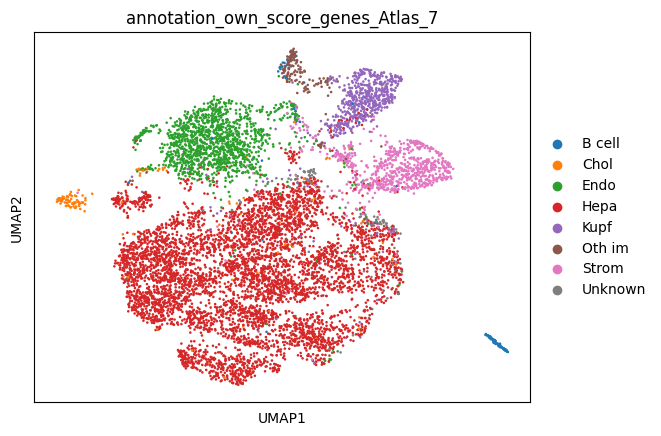 annotation_own_score_genes_Atlas_7
UMAP2
UMAP1
B cell
Chol
Endo
Hepa
Kupf
Oth im
Strom
Unknown